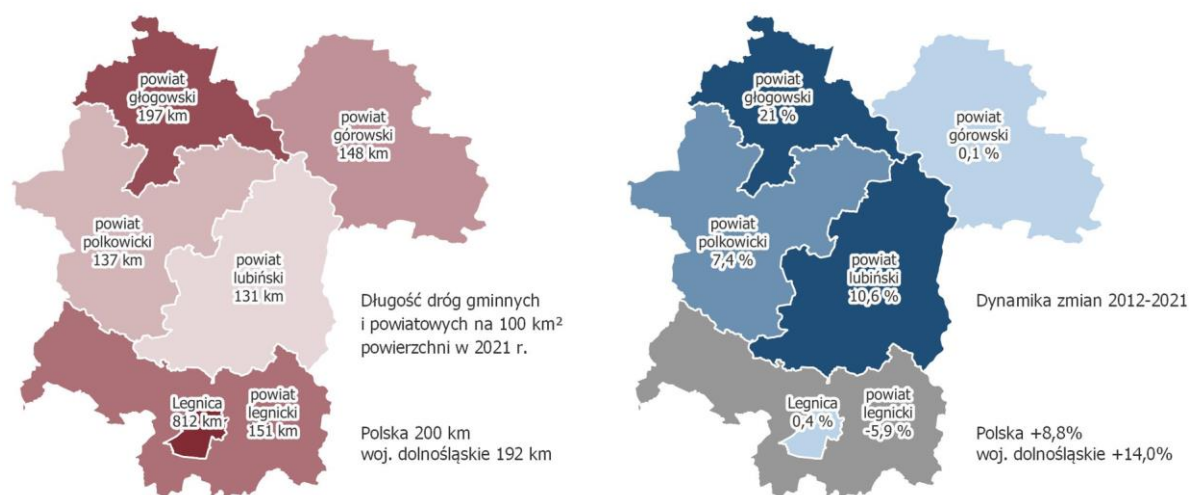 powiat
głogowski
197 km
powiat
górowski
148 km
powiat
polkowicki
137 km
powiat
lubiński
131 km
Legnica
812 km
powiat
legnicki
151 km
Długość dróg gminnych
i powiatowych na 100 km²
powierzchni w 2021 r.
Polska 200 km
woj. dolnośląskie 192 km
powiat
głogowski
21 %
powiat
górowski
0,1 %
powiat
polkowicki
7,4 %
powiat
lubiński
10,6 %
Legnica
0,4 %
powiat
legnicki
-5,9 %
Dynamika zmian 2012-2021
Polska +8,8%
woj. dolnośląskie +14,0%